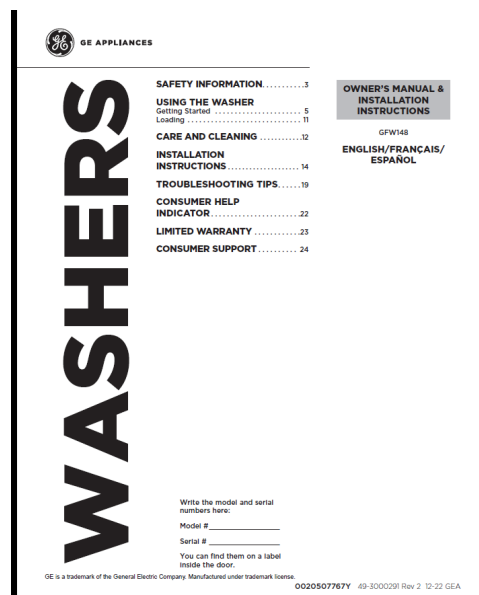 GE APPLIANCES
WASHERS
SAFETY INFORMATION...........3
USING THE WASHER
Getting Started ..................... 5
Loading ............................ 11
CARE AND CLEANING ...........12
INSTALLATION
INSTRUCTIONS.................. 14
TROUBLESHOOTING TIPS......19
CONSUMER HELP
INDICATOR.......................22
LIMITED WARRANTY ............23
CONSUMER SUPPORT.......... 24
OWNER'S MANUAL &
INSTALLATION
INSTRUCTIONS
GFW148
ENGLISH/FRANÇAIS/
ESPAÑOL
Write the model and serial
numbers here:
Model #__________________
Serial # __________________
You can find them on a label
inside the door.
GE is a trademark of the General Electric Company. Manufactured under trademark license.
0020507767Y 49-3000291 Rev 2 12-22 GEA